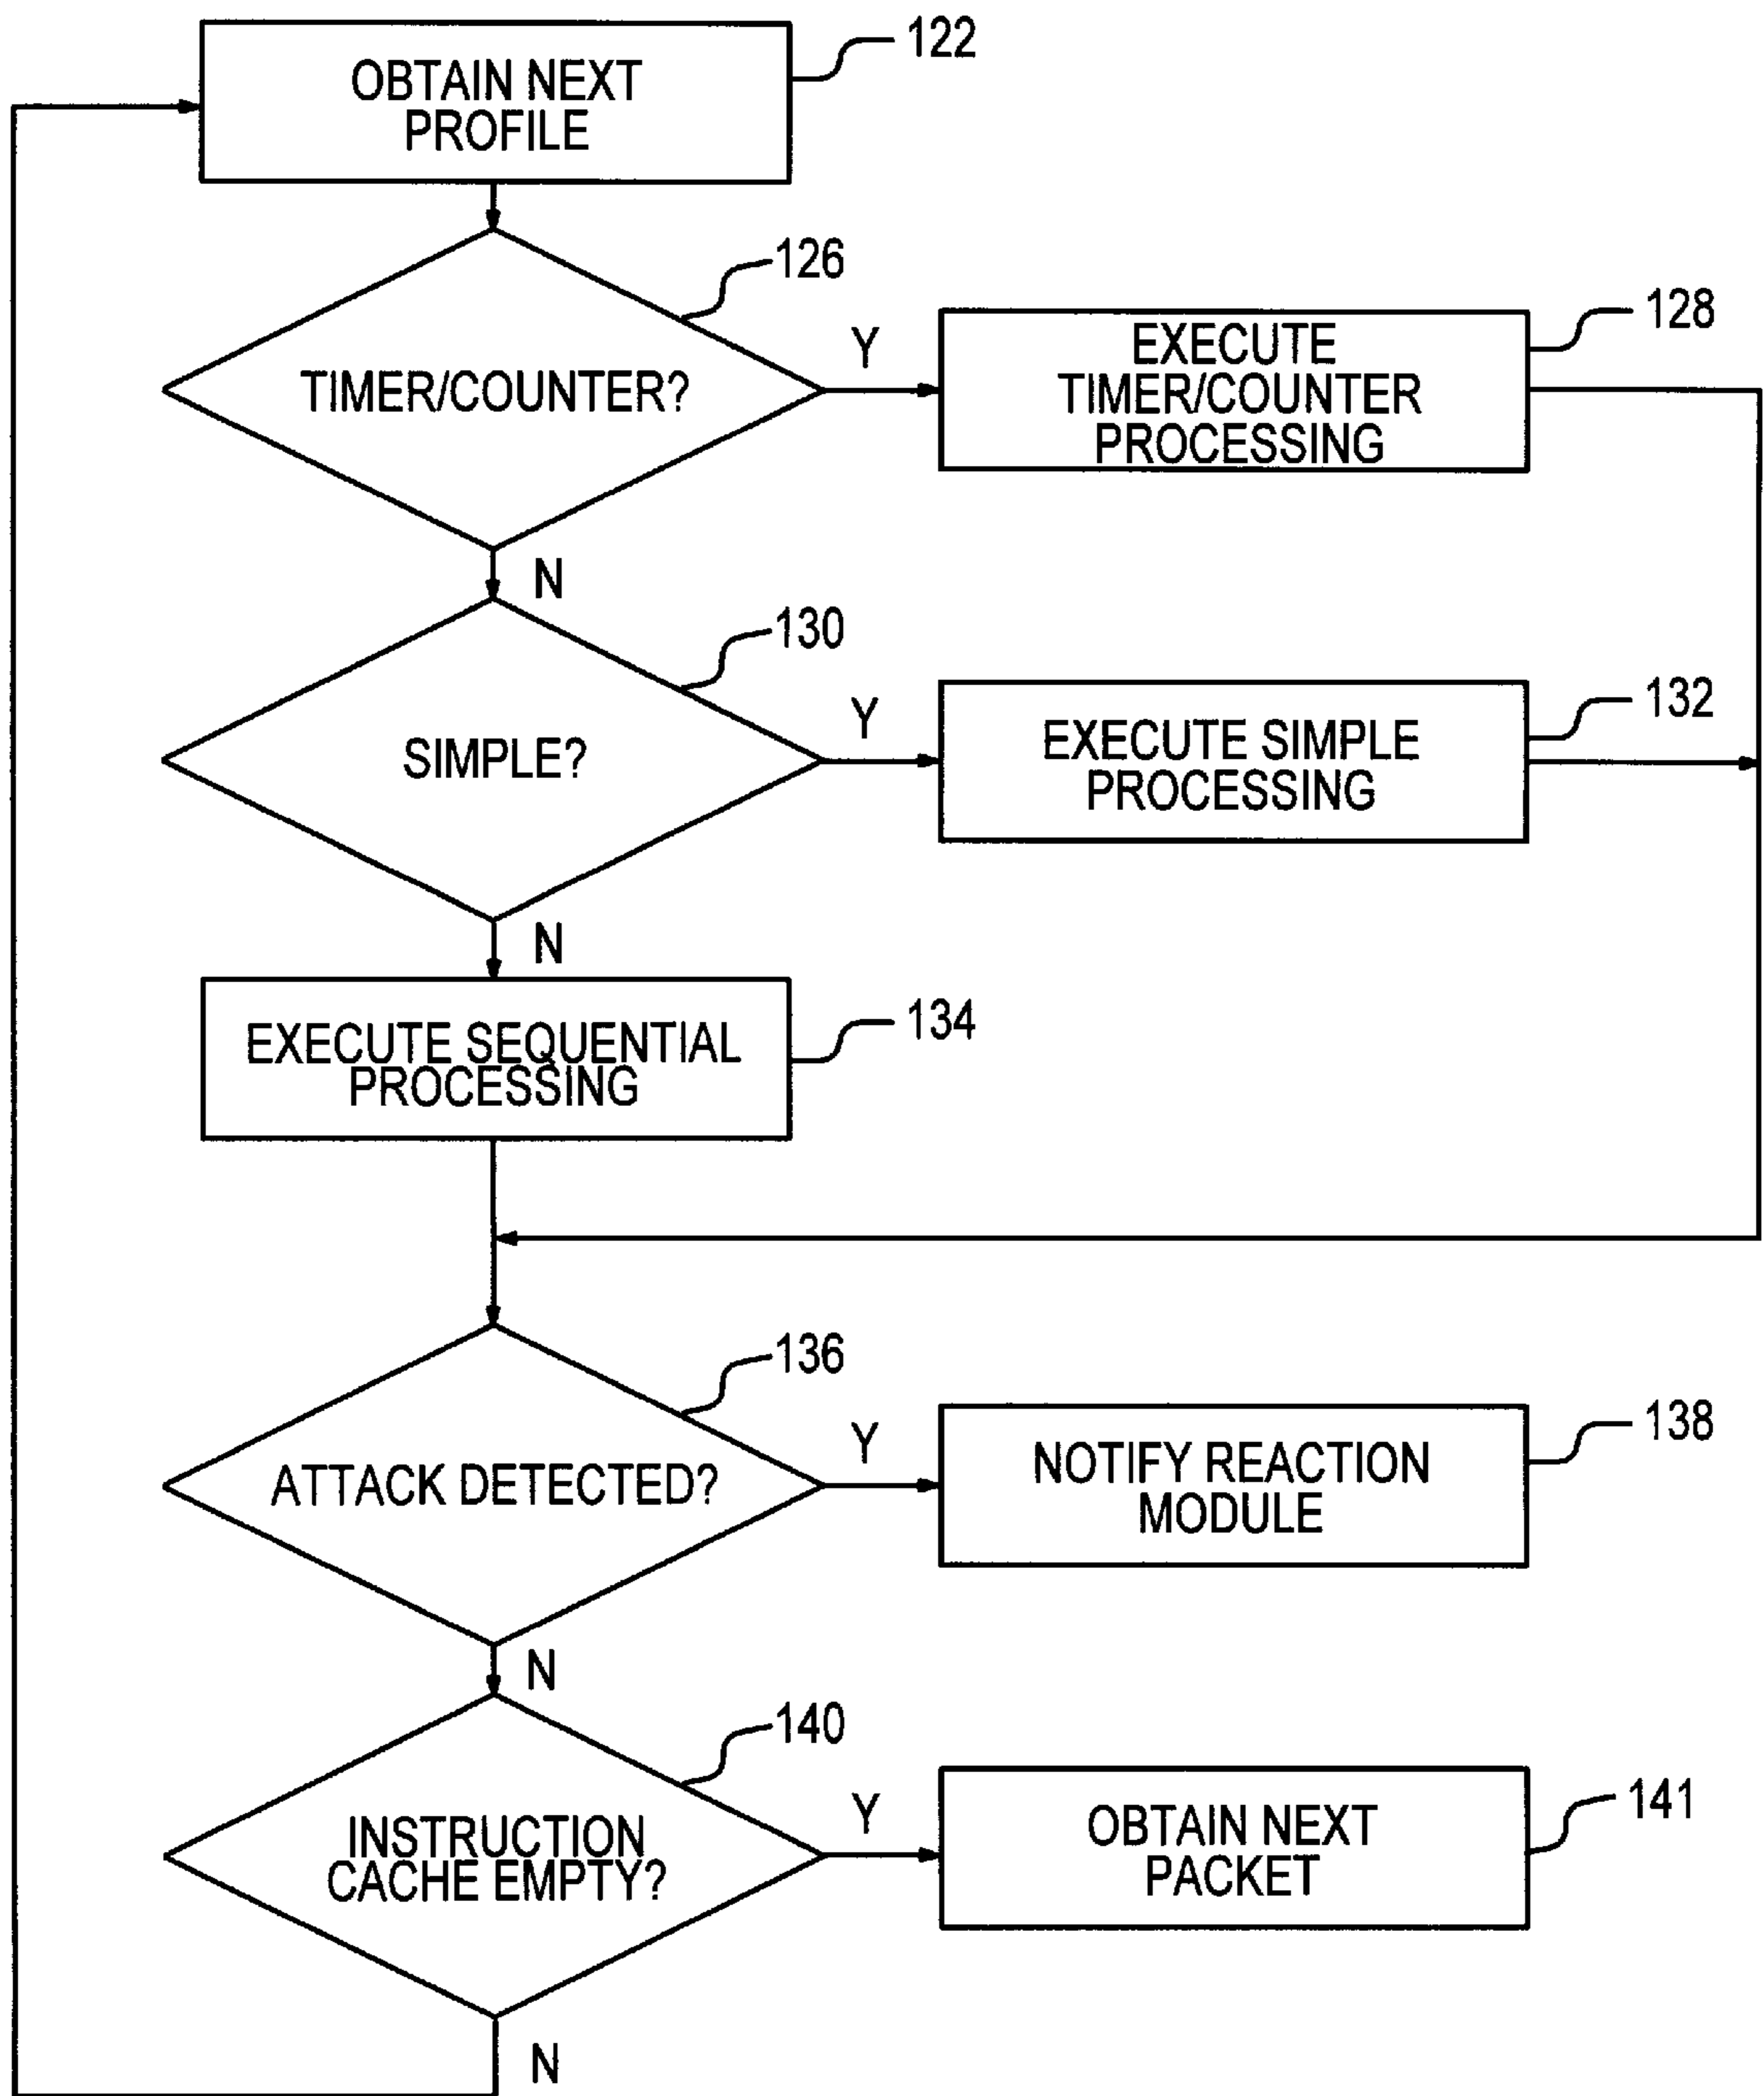 OBTAIN NEXT
PROFILE
122
TIMER/COUNTER?
126
Y
EXECUTE
TIMER/COUNTER
PROCESSING
128
N
SIMPLE?
130
Y
EXECUTE SIMPLE
PROCESSING
132
N
EXECUTE SEQUENTIAL
PROCESSING
134
ATTACK DETECTED?
136
Y
NOTIFY REACTION
MODULE
138
N
INSTRUCTION
CACHE EMPTY?
140
Y
OBTAIN NEXT
PACKET
141
N